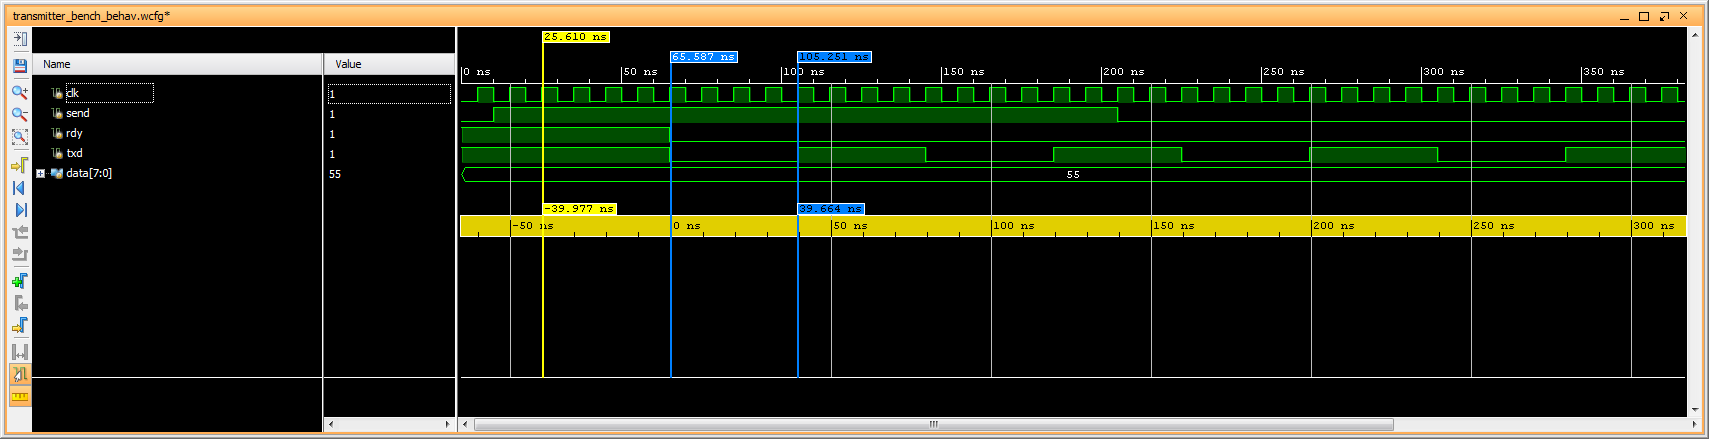 transmitter_bench_behav.wcfg*
25.610 ns
65.587 ns 105.251 ns
Name Value
0 ns 50 ns 100 ns 150 ns 200 ns 250 ns 300 ns 350 ns
clk 1
send 1
rdy 1
txd 1
data[7:0] 55 55
-39.977 ns 39.664 ns
-50 ns 0 ns 50 ns 100 ns 150 ns 200 ns 250 ns 300 ns